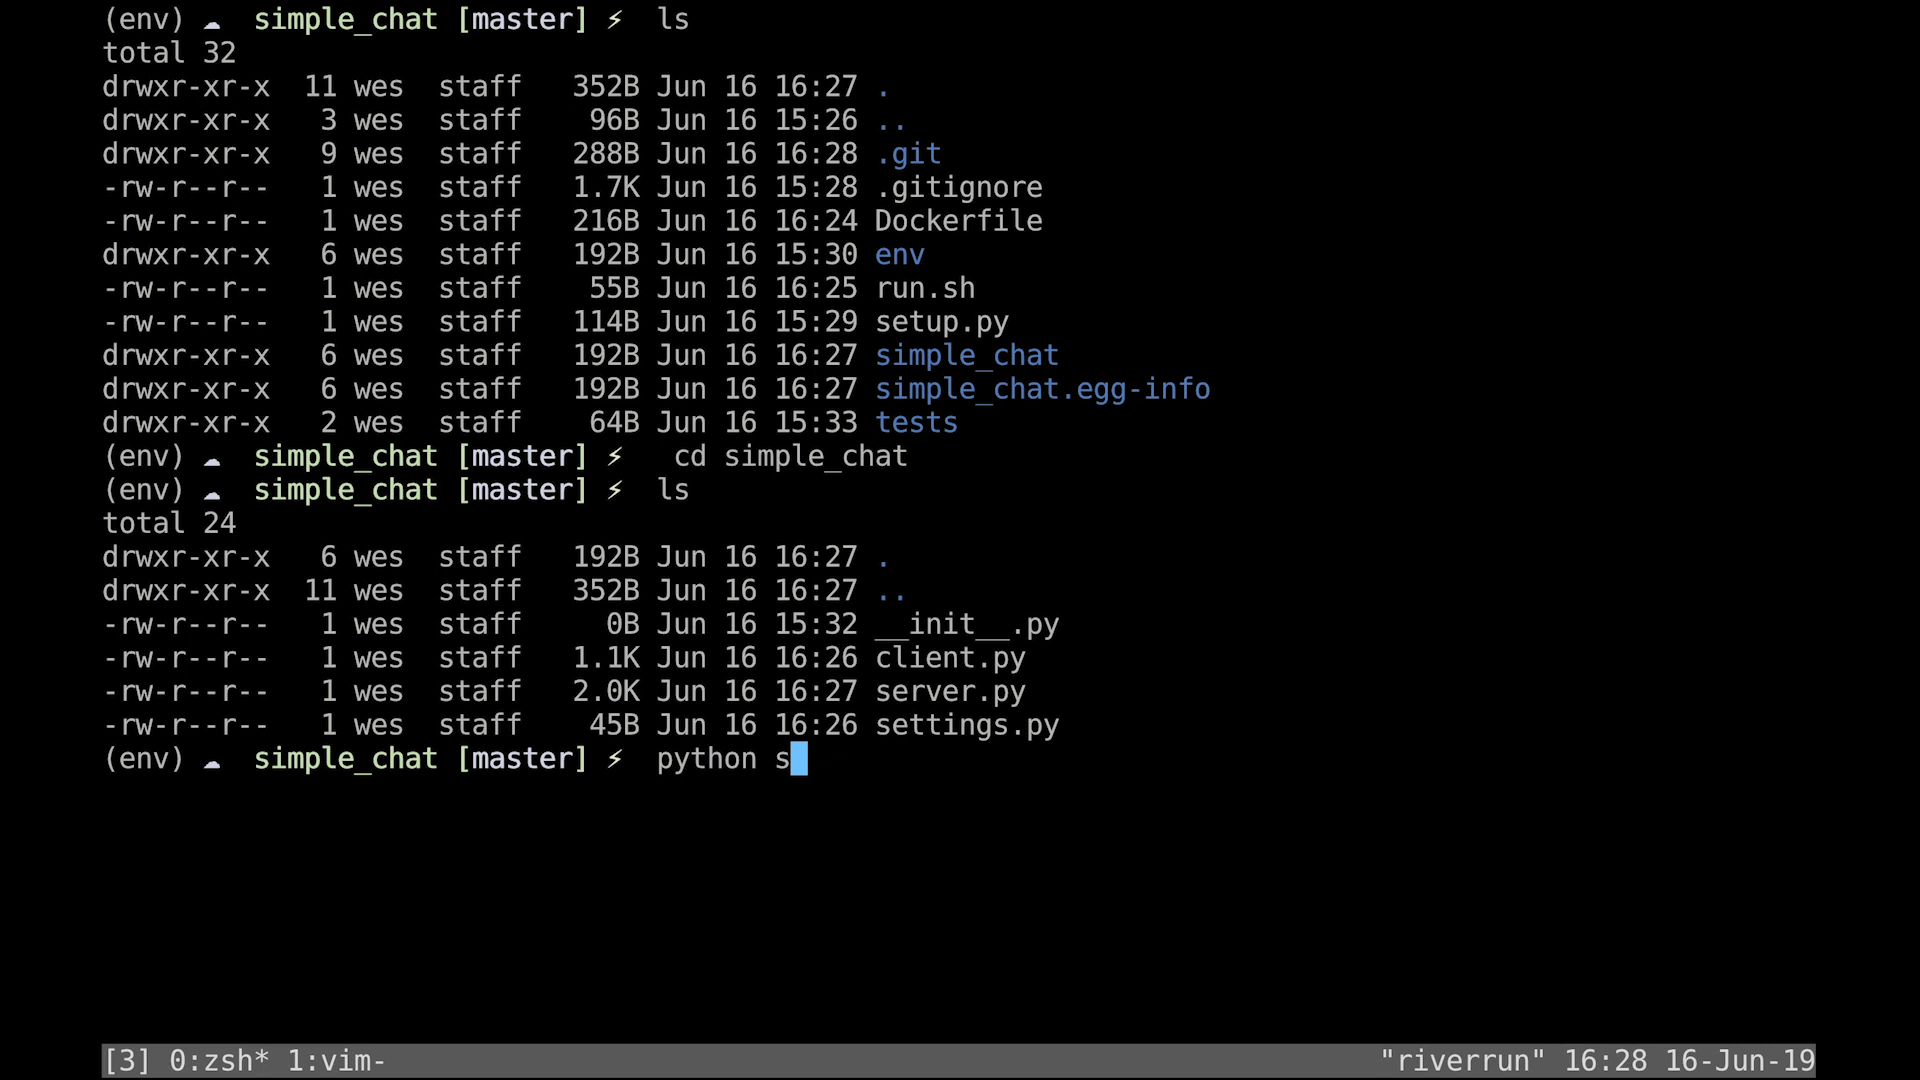 (env) ☁  simple_chat [master] ⚡  ls
total 32
drwxr-xr-x  11 wes  staff   352B Jun 16 16:27 .
drwxr-xr-x   3 wes  staff    96B Jun 16 15:26 ..
drwxr-xr-x   9 wes  staff   288B Jun 16 16:28 .git
-rw-r--r--   1 wes  staff   1.7K Jun 16 15:28 .gitignore
-rw-r--r--   1 wes  staff   216B Jun 16 16:24 Dockerfile
drwxr-xr-x   6 wes  staff   192B Jun 16 15:30 env
-rw-r--r--   1 wes  staff    55B Jun 16 16:25 run.sh
-rw-r--r--   1 wes  staff   114B Jun 16 15:29 setup.py
drwxr-xr-x   6 wes  staff   192B Jun 16 16:27 simple_chat
drwxr-xr-x   6 wes  staff   192B Jun 16 16:27 simple_chat.egg-info
drwxr-xr-x   2 wes  staff    64B Jun 16 15:33 tests
(env) ☁  simple_chat [master] ⚡   cd simple_chat
(env) ☁  simple_chat [master] ⚡  ls
total 24
drwxr-xr-x   6 wes  staff   192B Jun 16 16:27 .
drwxr-xr-x  11 wes  staff   352B Jun 16 16:27 ..
-rw-r--r--   1 wes  staff     0B Jun 16 15:32 __init__.py
-rw-r--r--   1 wes  staff   1.1K Jun 16 16:26 client.py
-rw-r--r--   1 wes  staff   2.0K Jun 16 16:27 server.py
-rw-r--r--   1 wes  staff    45B Jun 16 16:26 settings.py
(env) ☁  simple_chat [master] ⚡  python s
[3] 0:zsh* 1:vim- "riverrun" 16:28 16-Jun-19